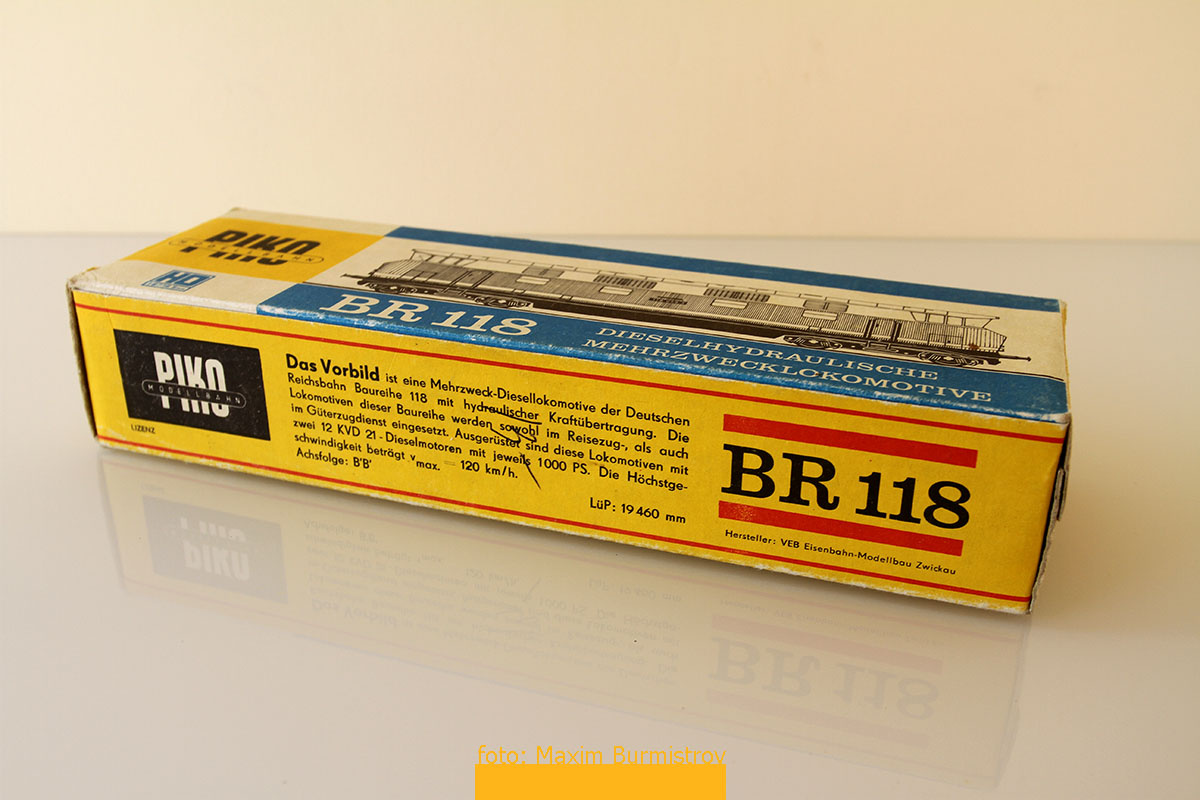 PIKO
MODELLBAHN
HO
BR 118
DIESELHYDRAULISCHE
MEHRZWECKLOKOMOTIVE
PIKO
MODELLBAHN
LIZENZ
Das Vorbild ist eine Mehrzweck-Diesellokomotive der Deutschen
Reichsbahn Baureihe 118 mit hydraulischer Kraftübertragung. Die
Lokomotiven dieser Baureihe werden sowohl im Reisezug-, als auch
im Güterzugdienst eingesetzt. Ausgerüstet sind diese Lokomotiven mit
zwei 12 KVD 21 - Dieselmotoren mit jeweils 1000 PS. Die Höchstge-
schwindigkeit beträgt vmax. — 120 km/h.
Achsfolge: B'B'
LüP: 19 460 mm
BR 118
Hersteller: VEB Eisenbahn-Modellbau Zwickau
foto: Maxim Burmistrov